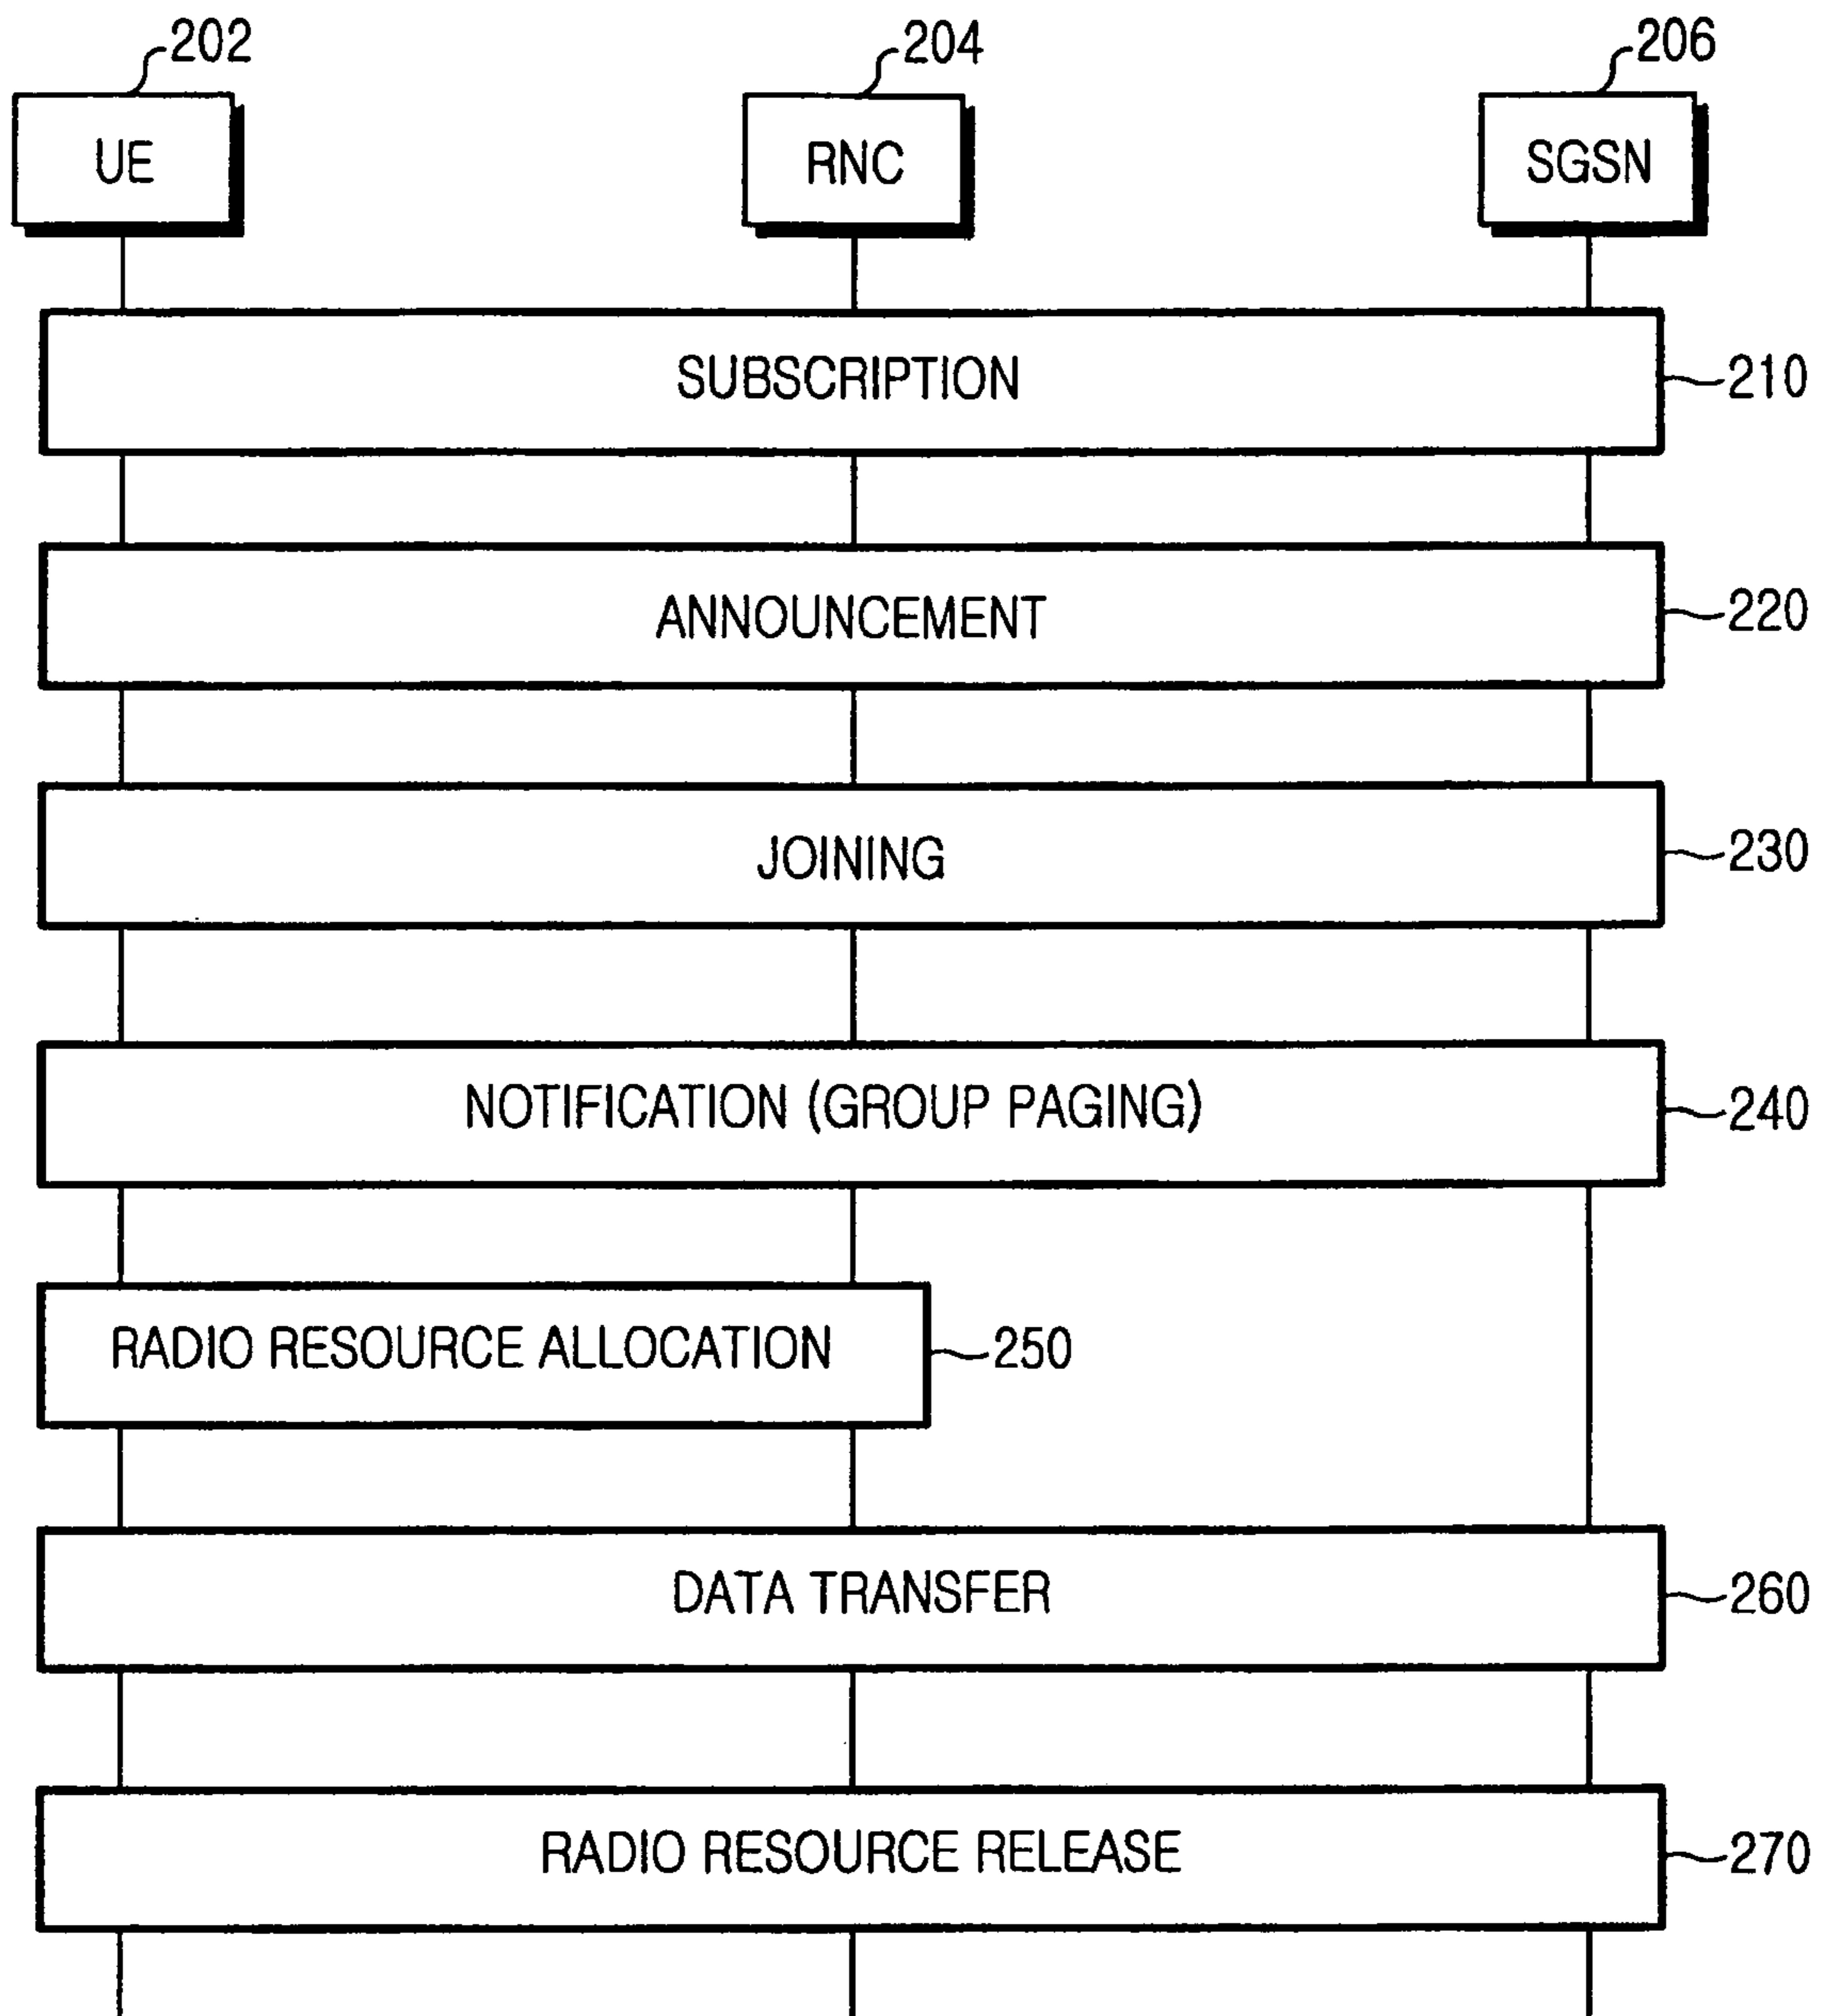 202
204
206
UE
RNC
SGSN
SUBSCRIPTION
210
ANNOUNCEMENT
220
JOINING
230
NOTIFICATION (GROUP PAGING)
240
RADIO RESOURCE ALLOCATION
250
DATA TRANSFER
260
RADIO RESOURCE RELEASE
270